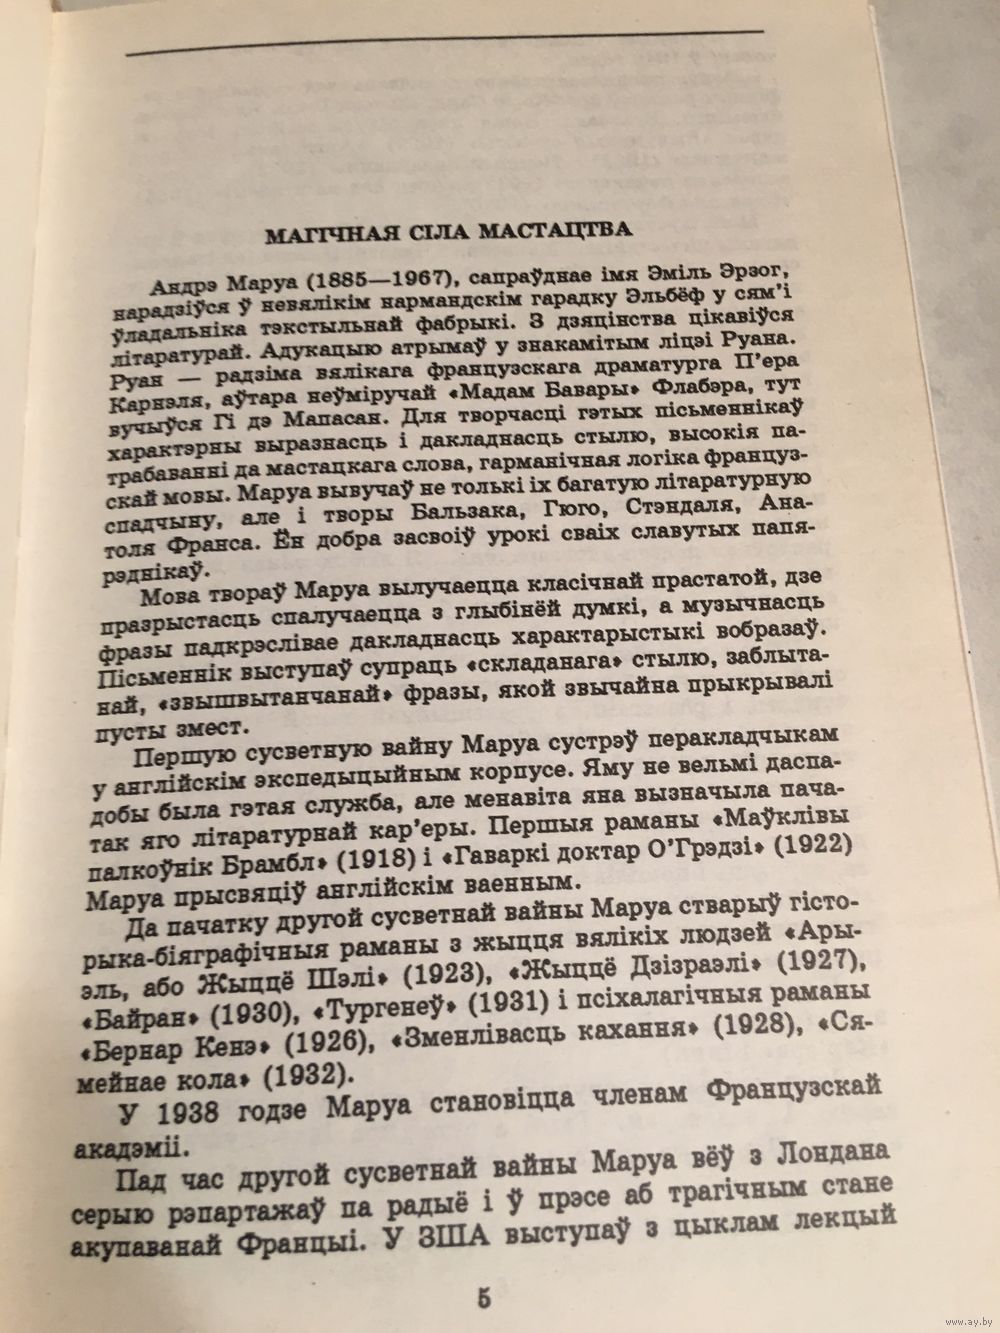 МАГІЧНАЯ СІЛА МАСТАЦТВА
Андрэ Маруа (1885—1967), сапраўднае імя Эміль Эрзог,
нарадзіўся ў невялікім нармандскім гарадку Эльбёф у сям'і
ўладальніка тэкстыльнай фабрыкі. З дзяцінства цікавіўся
літаратурай. Адукацыю атрымаў у знакамітым ліцэі Руана.
Руан — радзіма вялікага французскага драматурга П'ера
Карнэля, аўтара неўміручай «Мадам Бавары» Флабэра, тут
вучыўся Гі дэ Мапасан. Для творчасці гэтых пісьменнікаў
характэрны выразнасць і дакладнасць стылю, высокія па-
трабаванні да мастацкага слова, гарманічная логіка француз-
скай мовы. Маруа вывучаў не толькі іх багатую літаратурную
спадчыну, але і творы Бальзака, Гюго, Стэндаля, Ана-
толя Франса. Ён добра засвоіў урокі сваіх славутых папя-
рэднікаў.
Мова твораў Маруа вылучаецца класічнай прастатой, дзе
празрыстасць спалучаецца з глыбінёй думкі, а музычнасць
фразы падкрэслівае дакладнасць характарыстыкі вобразаў.
Пісьменнік выступаў супраць «складанага» стылю, заблыта-
най, «звышвытанчанай» фразы, якой звычайна прыкрывалі
пусты змест.
Першую сусветную вайну Маруа сустрэў перакладчыкам
у англійскім экспедыцыйным корпусе. Яму не вельмі даспа-
добы была гэтая служба, але менавіта яна вызначыла пача-
так яго літаратурнай кар'еры. Першыя раманы «Маўклівы
палкоўнік Брамбл» (1918) і «Гаваркі доктар О'Грэдзі» (1922)
Маруа прысвяціў англійскім ваенным.
Да пачатку другой сусветнай вайны Маруа стварыў гісто-
рыка-біяграфічныя раманы з жыцця вялікіх людзей «Ары-
эль, або Жыццё Шэлі» (1923), «Жыццё Дзізраэлі» (1927),
«Байран» (1930), «Тургенеў» (1931) і псіхалагічныя раманы
«Бернар Кенэ» (1926), «Зменлівасць кахання» (1928), «Ся-
мейнае кола» (1932).
У 1938 годзе Маруа становіцца членам Французскай
акадэміі.
Пад час другой сусветнай вайны Маруа вёў з Лондана
серыю рэпартажаў па радыё і ў прэсе аб трагічным стане
акупаванай Францыі. У ЗША выступаў з цыклам лекцый
5
www.ay.by